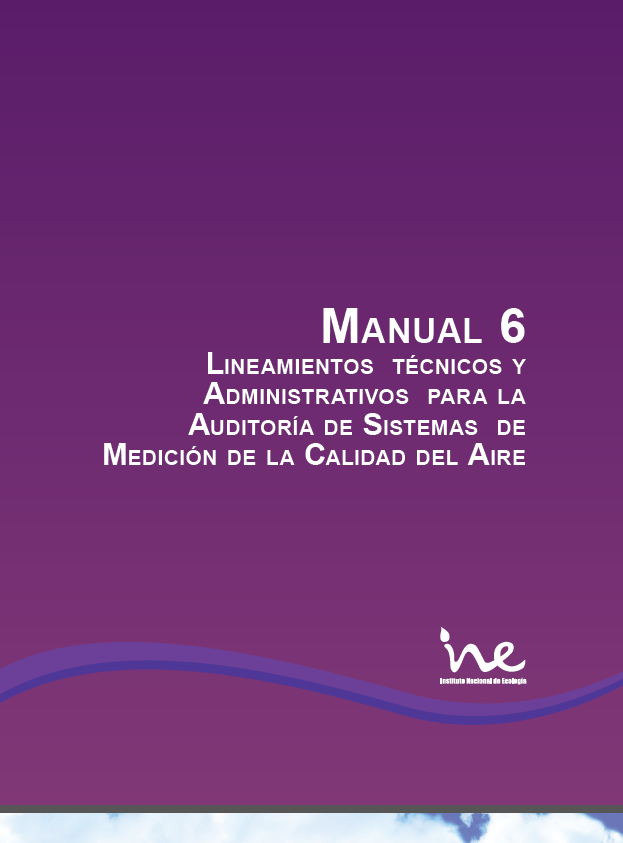 MANUAL 6
LINEAMIENTOS TÉCNICOS Y
ADMINISTRATIVOS PARA LA
AUDITORÍA DE SISTEMAS DE
MEDICIÓN DE LA CALIDAD DEL AIRE
ine
Instituto Nacional de Ecología